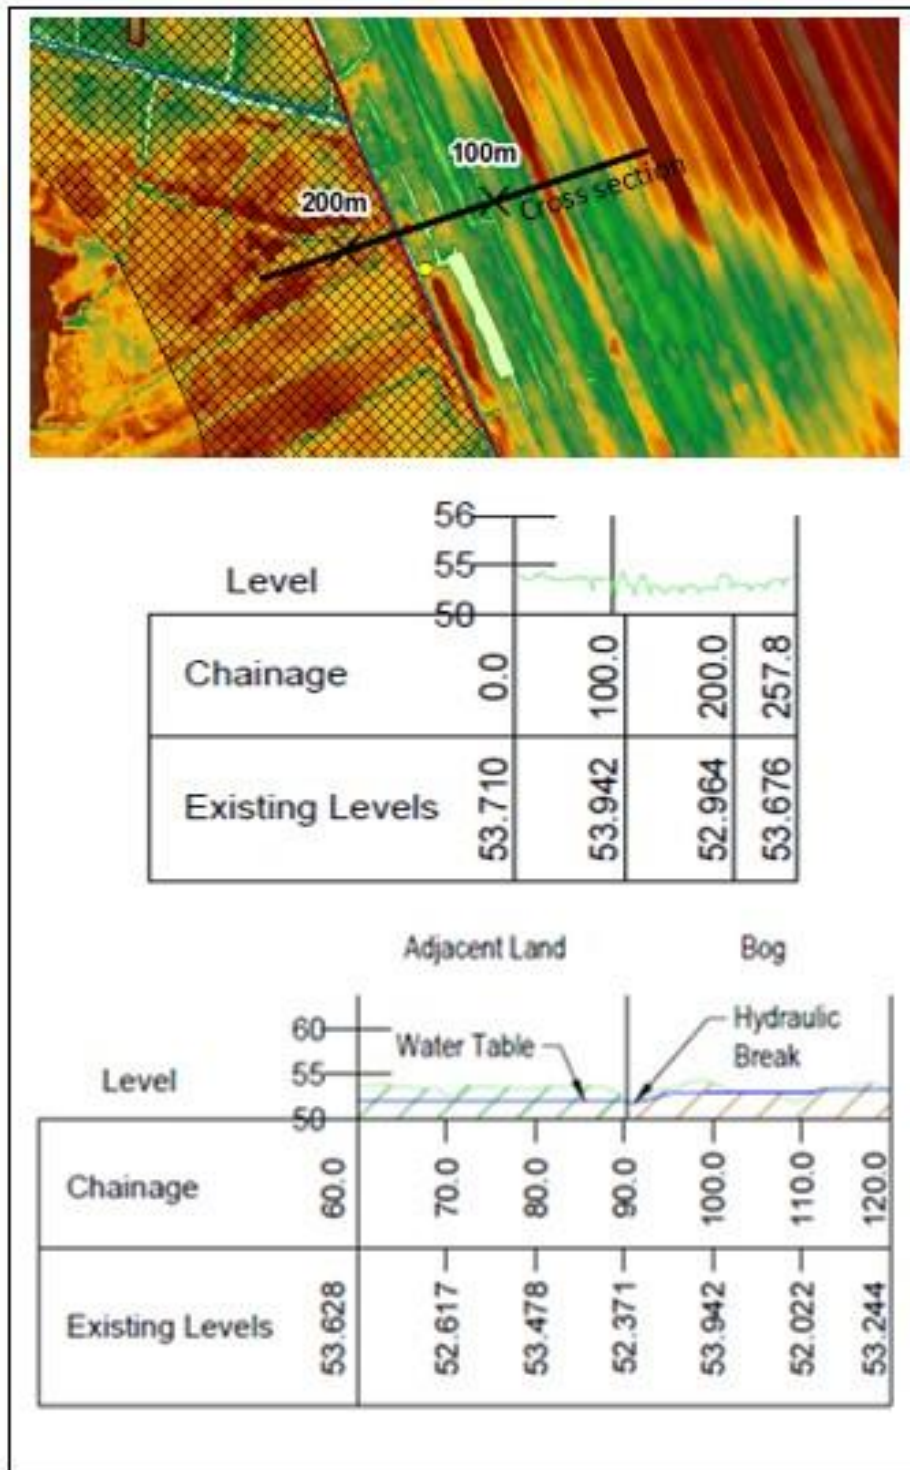 100m
200m
Cross section
56
55
50
Level
Chainage
0.0
100.0
200.0
257.8
Existing Levels
53.710
53.942
52.964
53.676
Adjacent Land
Bog
60
55
50
Level
Water Table
Hydraulic
Break
Chainage
60.0
70.0
80.0
90.0
100.0
110.0
120.0
Existing Levels
53.628
52.617
53.478
52.371
53.942
52.022
53.244